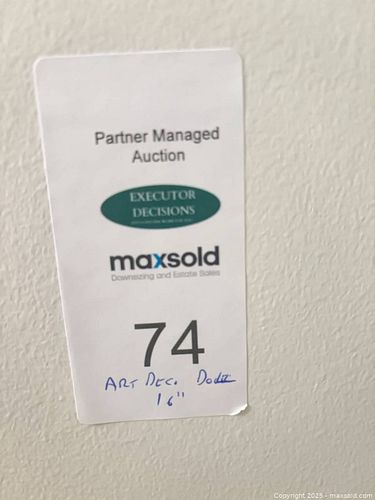 Partner Managed
Auction
EXECUTOR
DECISIONS
maxsold
Downsizing and Estate Sales
74
ART DECO
16"
Copyright 2025 - maxsold.com